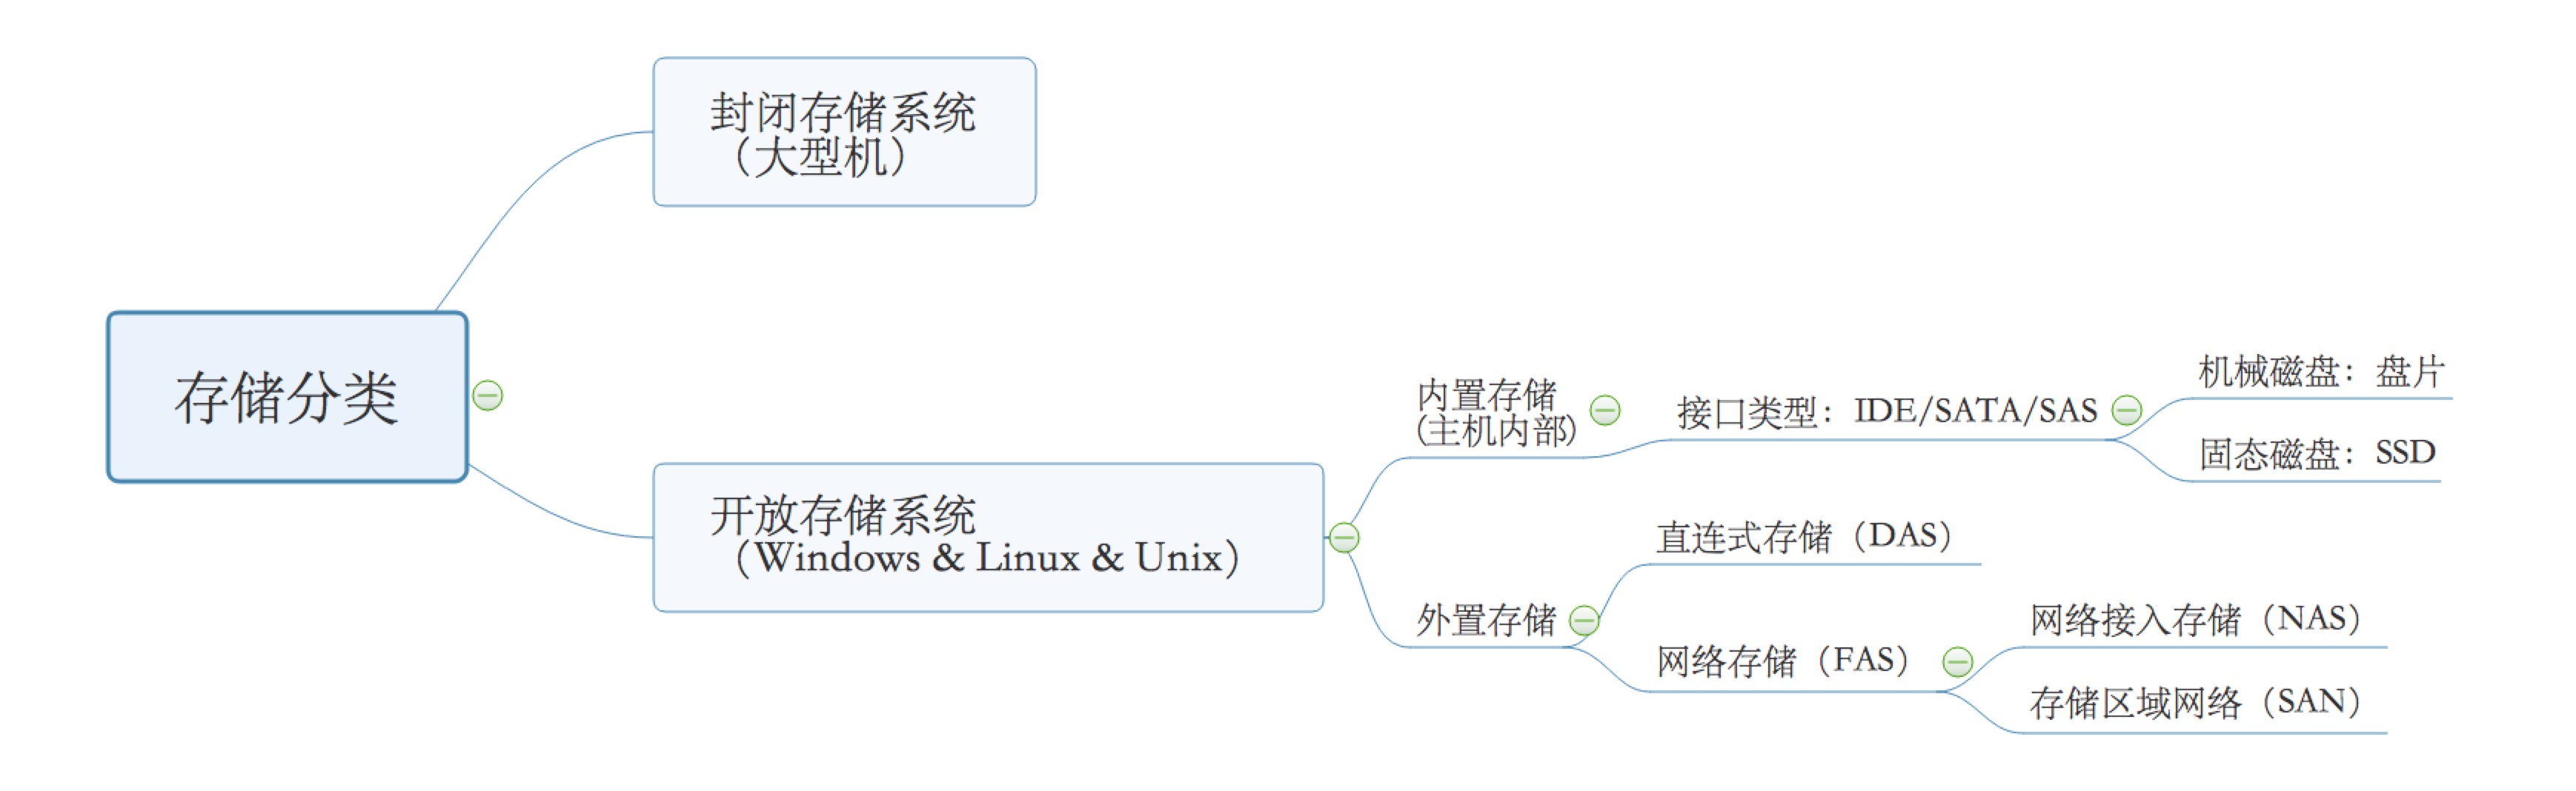 封闭存储系统
（大型机）
存储分类
开放存储系统
（Windows & Linux & Unix）
内置存储
(主机内部)
接口类型：IDE/SATA/SAS
机械磁盘：盘片
固态磁盘：SSD
外置存储
直连式存储（DAS）
网络存储（FAS）
网络接入存储（NAS）
存储区域网络（SAN）